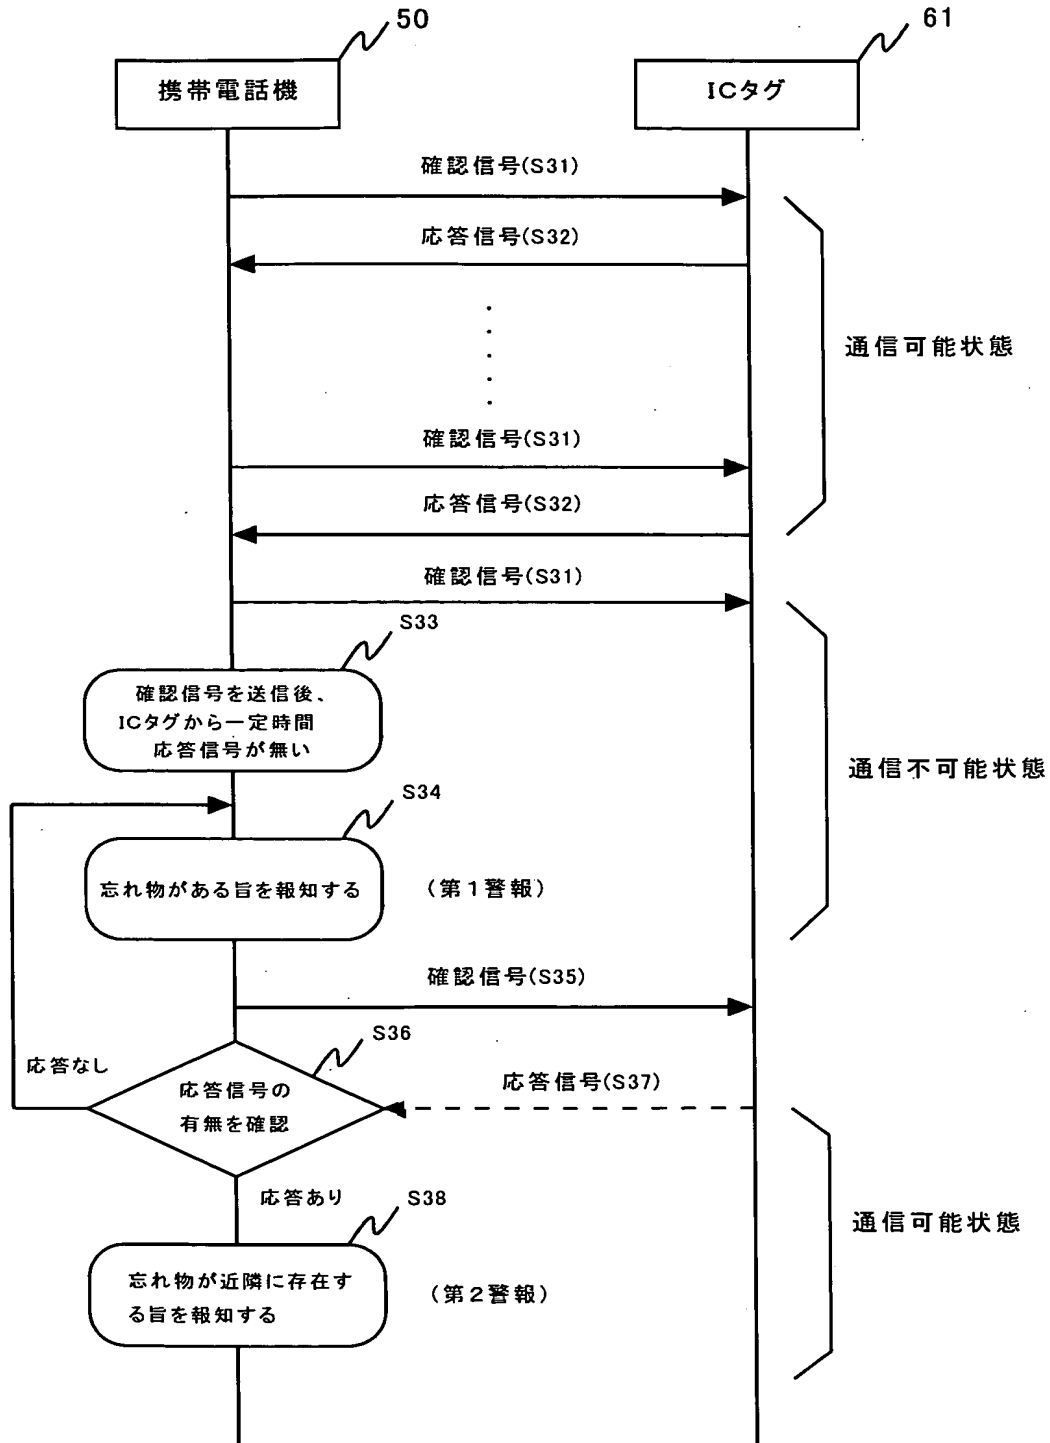 50
61
携帯電話機
ICタグ
確認信号(S31)
応答信号(S32)
通信可能状態
確認信号(S31)
応答信号(S32)
確認信号(S31)
S33
確認信号を送信後、
ICタグから一定時間
応答信号が無い
通信不可能状態
S34
忘れ物がある旨を報知する
(第1警報)
確認信号(S35)
S36
応答なし
応答信号の
有無を確認
応答信号(S37)
応答あり
S38
通信可能状態
忘れ物が近隣に存在す
る旨を報知する
(第2警報)